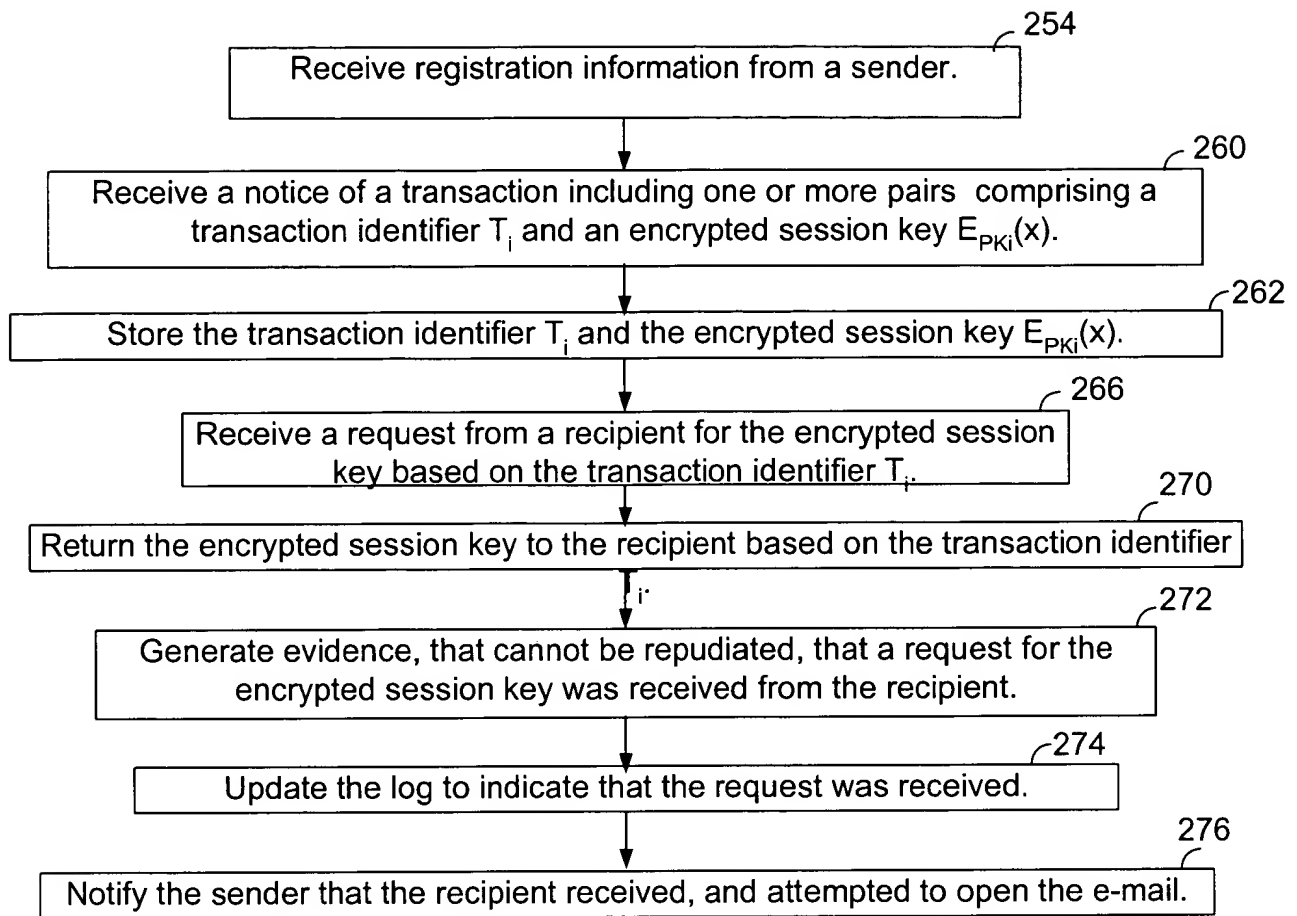 254
Receive registration information from a sender.
260
Receive a notice of a transaction including one or more pairs comprising a
transaction identifier Ti and an encrypted session key EPKi(x).
262
Store the transaction identifier Ti and the encrypted session key EPKi(x).
266
Receive a request from a recipient for the encrypted session
key based on the transaction identifier Ti.
270
Return the encrypted session key to the recipient based on the transaction identifier
Ti.
272
Generate evidence, that cannot be repudiated, that a request for the
encrypted session key was received from the recipient.
274
Update the log to indicate that the request was received.
276
Notify the sender that the recipient received, and attempted to open the e-mail.